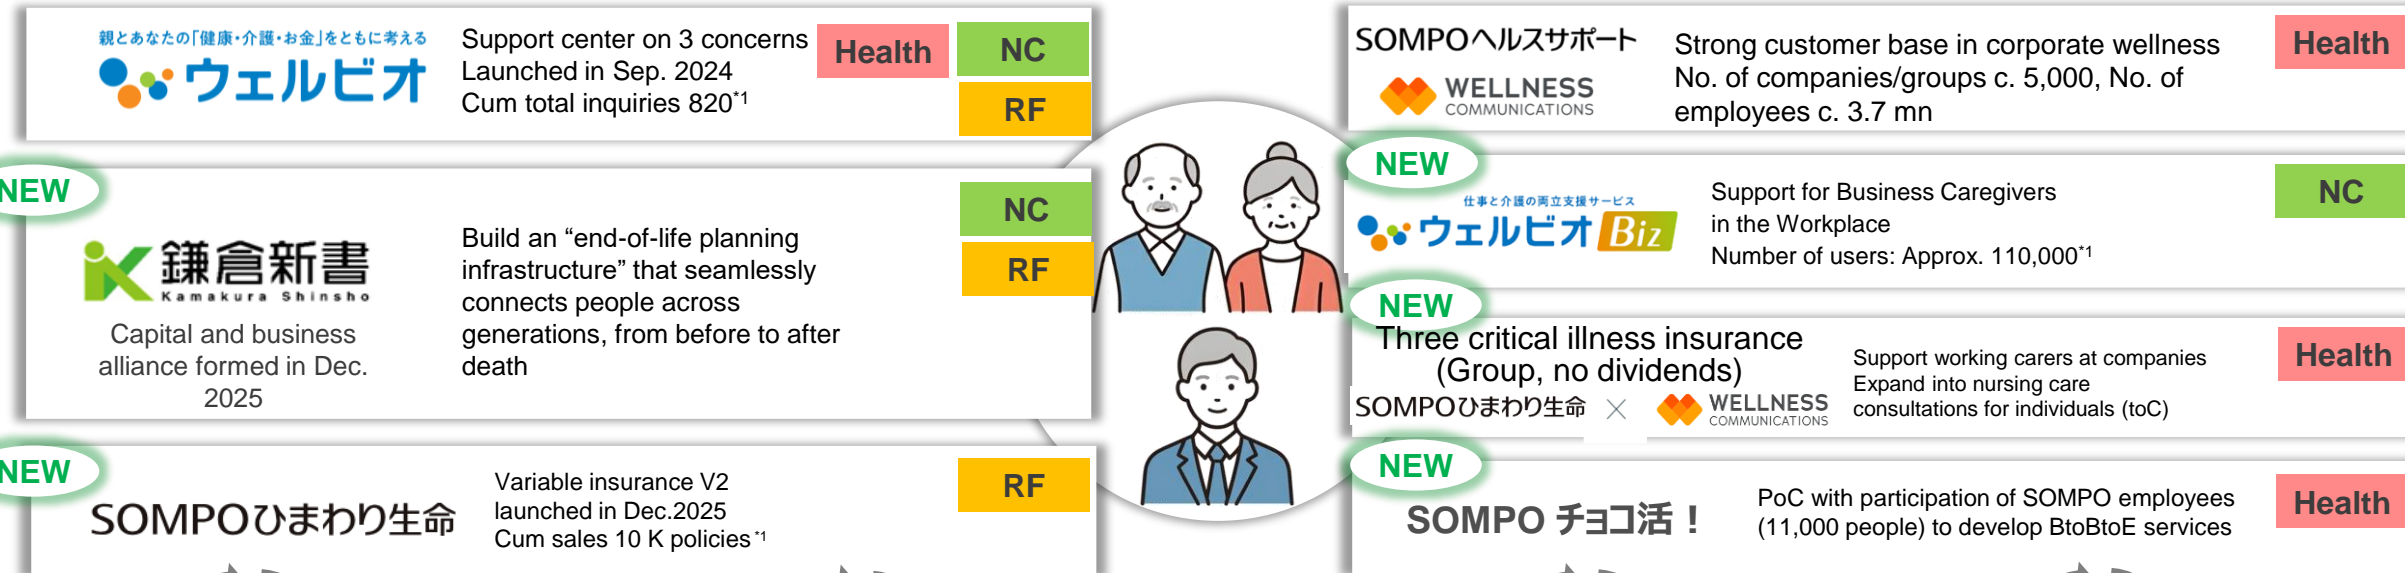 親とあなたの「健康・介護・お金」をともに考える
ウェルビオ
Support center on 3 concerns
Launched in Sep. 2024
Cum total inquiries 820*1
Health
NC
RF
NEW
鎌倉新書
Kamakura Shinsho
Capital and business
alliance formed in Dec.
2025
Build an “end-of-life planning
infrastructure” that seamlessly
connects people across
generations, from before to after
death
NC
RF
NEW
SOMPOひまわり生命
Variable insurance V2
launched in Dec.2025
Cum sales 10 K policies *1
RF
SOMPOヘルスサポート
WELLNESS
COMMUNICATIONS
Strong customer base in corporate wellness
No. of companies/groups c. 5,000, No. of
employees c. 3.7 mn
Health
NEW
仕事と介護の両立支援サービス
ウェルビオ Biz
Support for Business Caregivers
in the Workplace
Number of users: Approx. 110,000*1
NC
NEW
Three critical illness insurance
(Group, no dividends)
SOMPOひまわり生命 × WELLNESS
COMMUNICATIONS
Support working carers at companies
Expand into nursing care
consultations for individuals (toC)
Health
NEW
SOMPO チョコ活！
PoC with participation of SOMPO employees
(11,000 people) to develop BtoBtoE services
Health